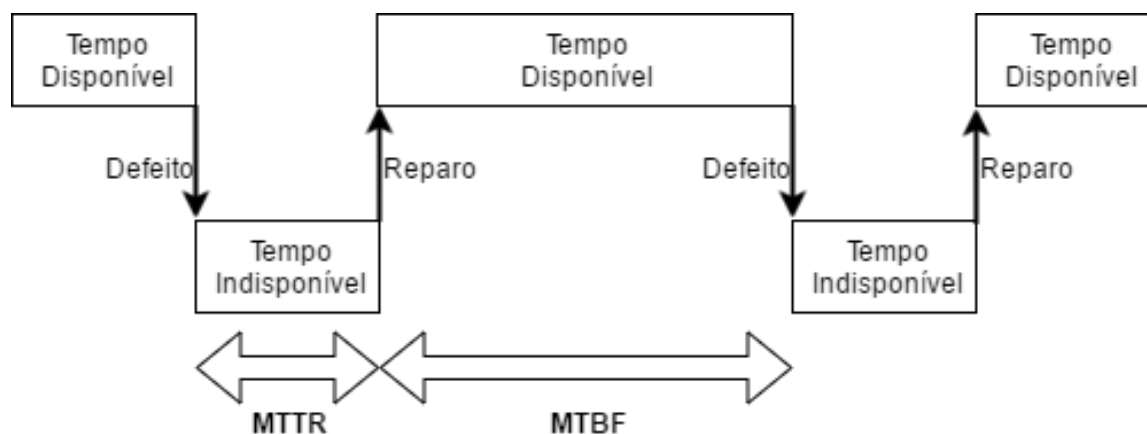 Tempo
Disponível
Tempo
Disponível
Tempo
Disponível
Defeito
Reparo
Defeito
Reparo
Tempo
Indisponível
Tempo
Indisponível
MTTR
MTBF